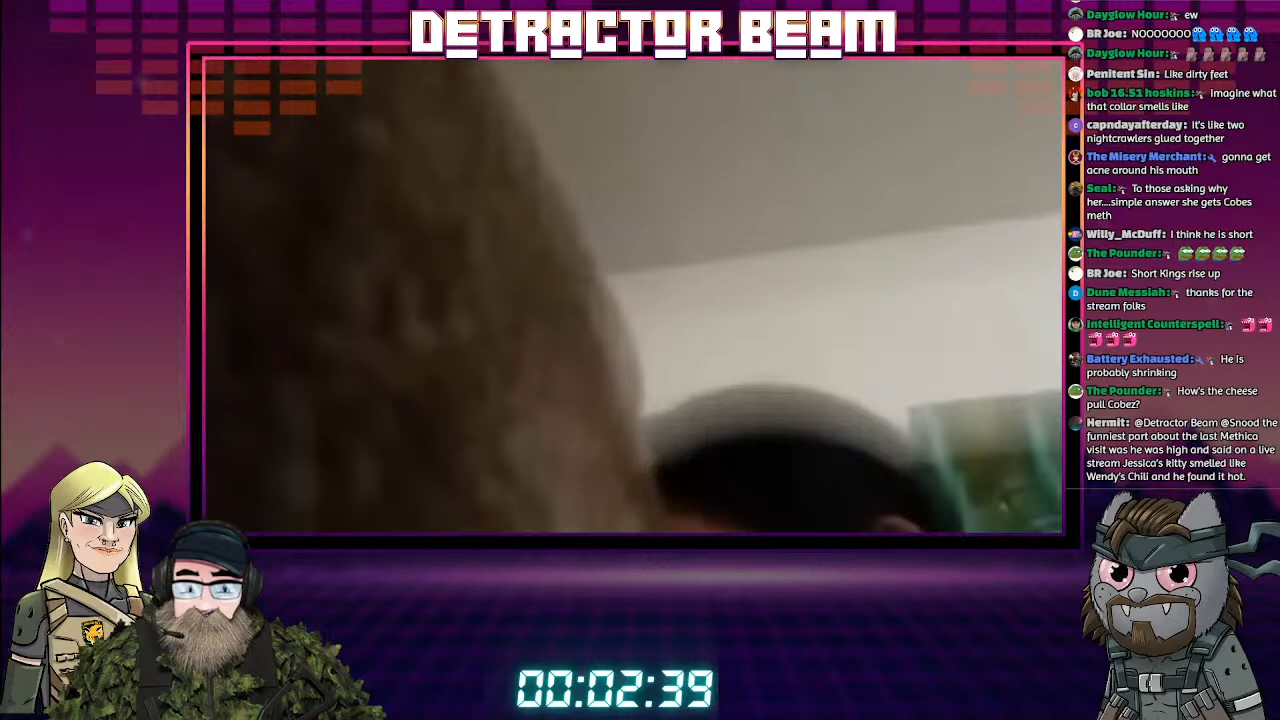 DETRACTOR BEAM
Dayglow Hour: ew
BR Joe: NOOOOOOO
Dayglow Hour:
Penitent Sin: Like dirty feet
bob 16.51 hoskins: Imagine what
that collar smells like
capndayafterday: It's like two
nightcrawlers glued together
The Misery Merchant: gonna get
acne around his mouth
Seal: To those asking why
her....simple answer she gets Cobes
meth
Willy_McDuff: I think he is short
The Pounder:
BR Joe: Short Kings rise up
Dune Messiah: thanks for the
stream folks
Intelligent Counterspell:
Battery Exhausted: He is
probably shrinking
The Pounder: How's the cheese
pull Cobez?
Hermit: @Detractor Beam @Snood the
funniest part about the last Methica
visit was he was high and said on a live
stream Jessica's kitty smelled like
Wendy's Chili and he found it hot.
C
D
00:02:39